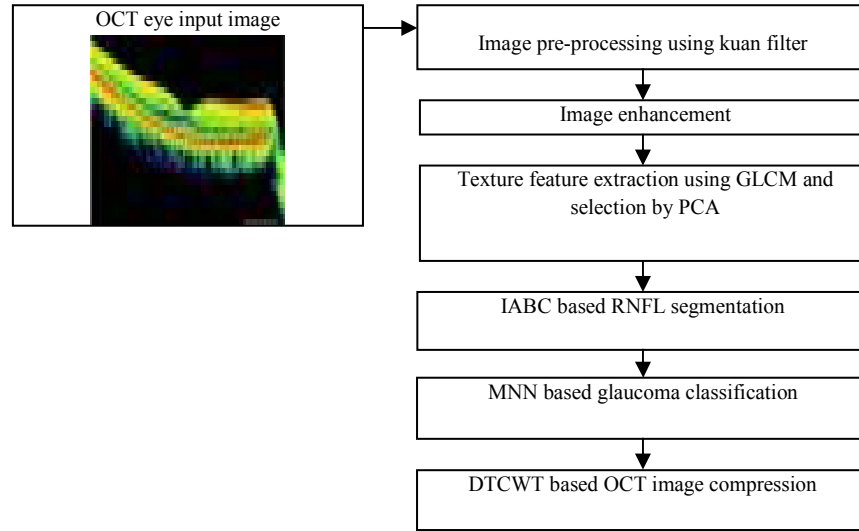 OCT eye input image
Image pre-processing using kuan filter
Image enhancement
Texture feature extraction using GLCM and
selection by PCA
IABC based RNFL segmentation
MNN based glaucoma classification
DTCWT based OCT image compression